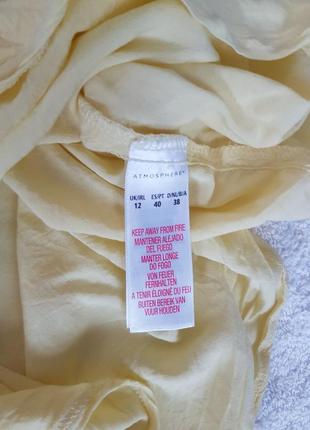 ATMOSPHERE
UK/IRL ES/PT D/NL/B/A
12 40 38
KEEP AWAY FROM FIRE
MANTENER ALEJADO
DEL FUEGO
MANTER LONGE
DO FOGO
VON FEUER
FERNHALTEN
A TENIR ÉLOIGNÉ DU FEU
BUITEN BEREIK VAN
VUUR HOUDEN